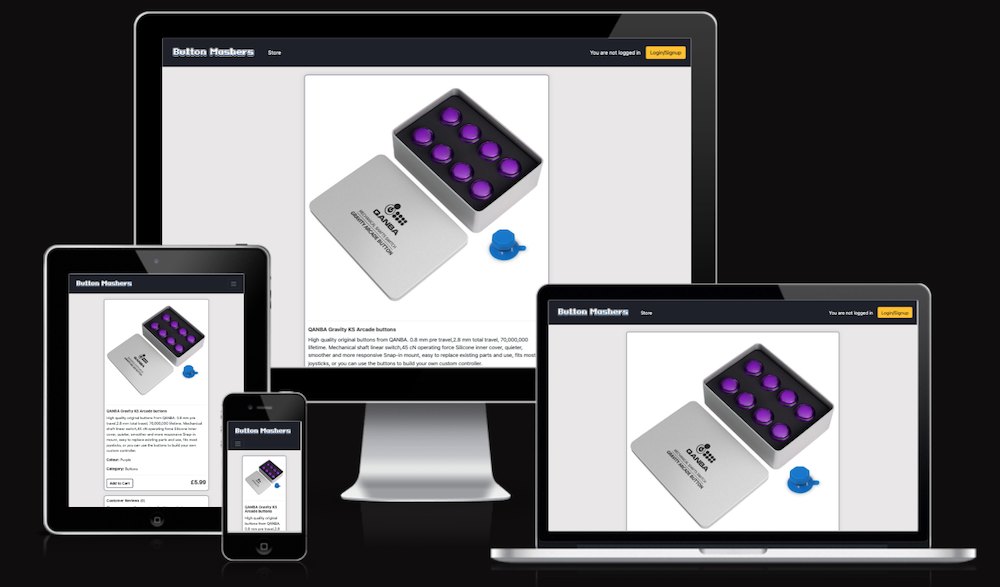 Button Mashers
Store
You are not logged in
Login/Signup
QANBA
MECHANICAL SHAFTS SWITCH
GRAVITY ARCADE BUTTON
QANBA Gravity KS Arcade buttons
High quality original buttons from QANBA. 0.8 mm pre travel,2.8 mm total travel, 70,000,000
lifetime. Mechanical shaft linear switch,45 cN operating force Silicone inner cover, quieter,
smoother and more responsive Snap-in mount, easy to replace existing parts and use, fits most
joysticks, or you can use the buttons to build your own custom controller.
Button Mashers
QANBA Gravity KS Arcade buttons
High quality original buttons from QANBA. 0.8 mm pre
travel,2.8 mm total travel, 70,000,000 lifetime. Mechanical
shaft linear switch,45 cN operating force Silicone inner
cover, quieter, smoother and more responsive Snap-in
mount, easy to replace existing parts and use, fits most
joysticks, or you can use the buttons to build your own
custom controller.
Colour: Purple
Category: Buttons
Add to Cart
£5.99
Customer Reviews (0)
Button Mashers
QANBA Gravity KS
Arcade buttons
High quality original
buttons from QANBA.
0.8 mm pre travel,2.8
Button Mashers
Store
You are not logged in
Login/Signup
QANBA
MECHANICAL SHAFTS SWITCH
GRAVITY ARCADE BUTTON